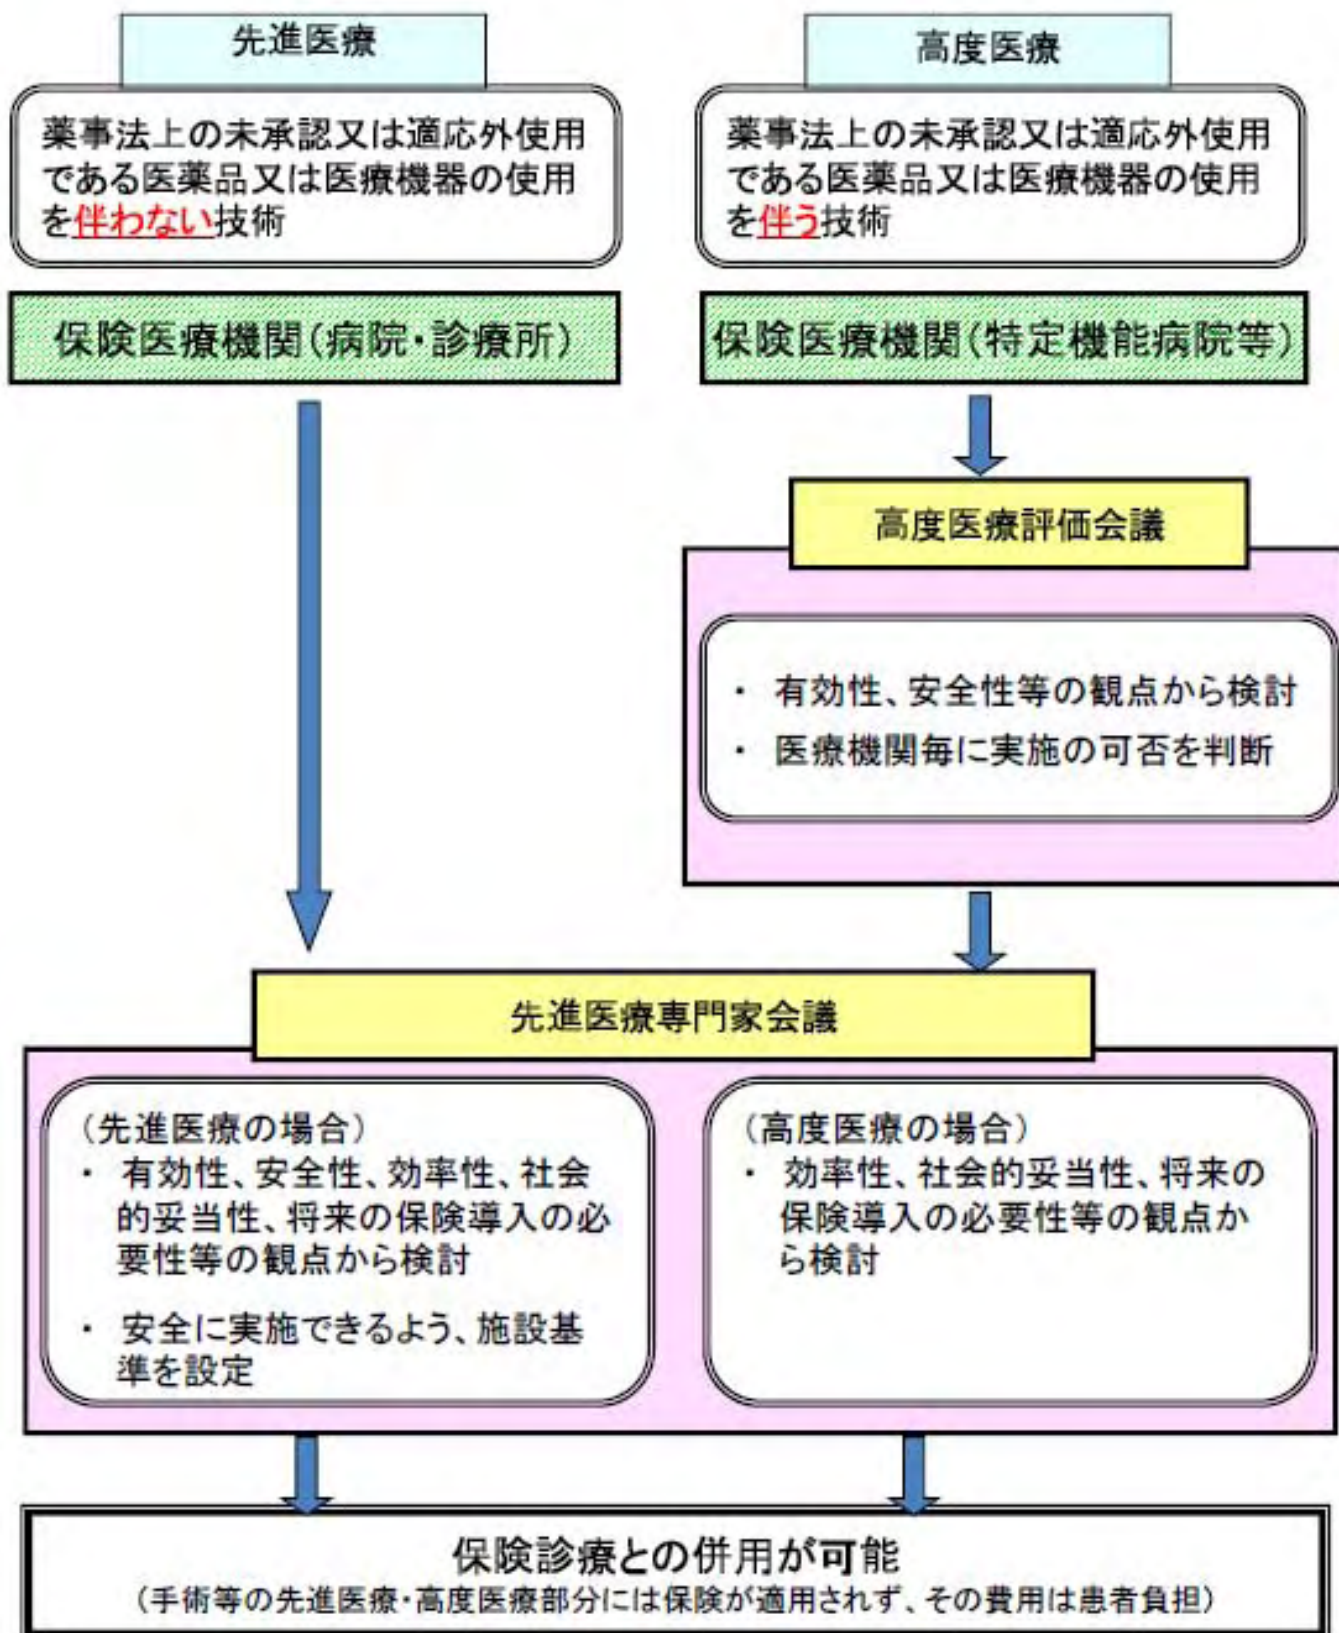 先進医療
薬事法上の未承認又は適応外使用
である医薬品又は医療機器の使用
を伴わない技術
保険医療機関(病院・診療所)
高度医療
薬事法上の未承認又は適応外使用
である医薬品又は医療機器の使用
を伴う技術
保険医療機関(特定機能病院等)
高度医療評価会議
・ 有効性、安全性等の観点から検討
・ 医療機関毎に実施の可否を判断
先進医療専門家会議
(先進医療の場合)
・ 有効性、安全性、効率性、社会
的妥当性、将来の保険導入の必
要性等の観点から検討
・ 安全に実施できるよう、施設基
準を設定
(高度医療の場合)
・ 効率性、社会的妥当性、将来の
保険導入の必要性等の観点か
ら検討
保険診療との併用が可能
(手術等の先進医療・高度医療部分には保険が適用されず、その費用は患者負担)